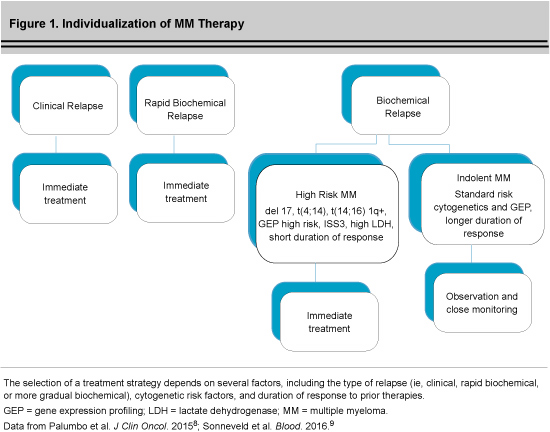 Figure 1. Individualization of MM Therapy
Clinical Relapse
Immediate
treatment
Rapid Biochemical
Relapse
Immediate
treatment
Biochemical
Relapse
High Risk MM
del 17, t(4;14), t(14;16) 1q+,
GEP high risk, ISS3, high LDH,
short duration of response
Immediate
treatment
Indolent MM
Standard risk
cytogenetics and GEP,
longer duration of
response
Observation and
close monitoring
The selection of a treatment strategy depends on several factors, including the type of relapse (ie, clinical, rapid biochemical,
or more gradual biochemical), cytogenetic risk factors, and duration of response to prior therapies.
GEP = gene expression profiling; LDH = lactate dehydrogenase; MM = multiple myeloma.
Data from Palumbo et al. J Clin Oncol. 2015⁸; Sonneveld et al. Blood. 2016.⁹